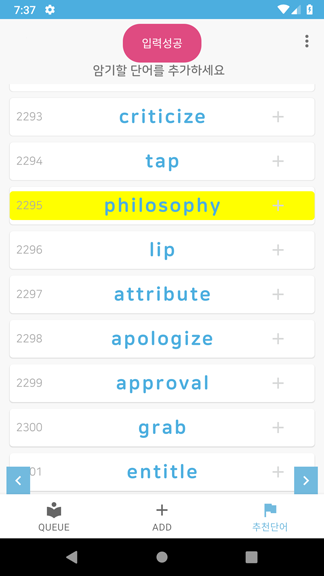 7:37
입력성공
암기할 단어를 추가하세요
2293 criticize +
2294 tap +
2295 philosophy +
2296 lip +
2297 attribute +
2298 apologize +
2299 approval +
2300 grab +
01 entitle +
QUEUE ADD 추천단어